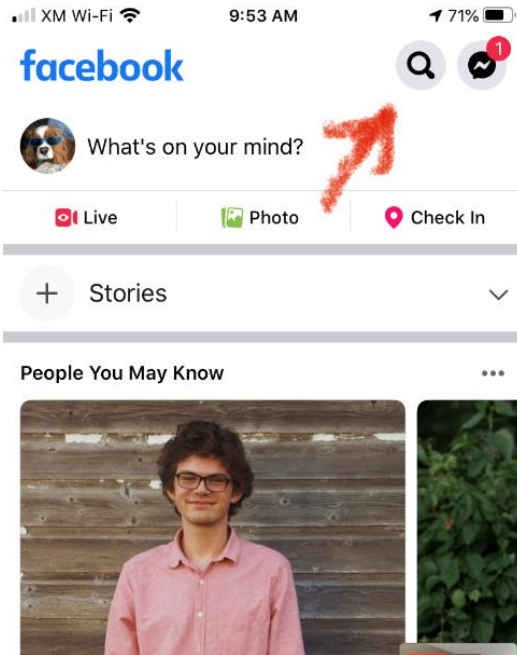 XM Wi-Fi 9:53 AM 71%
facebook 1
What's on your mind?
Live Photo Check In
Stories
People You May Know